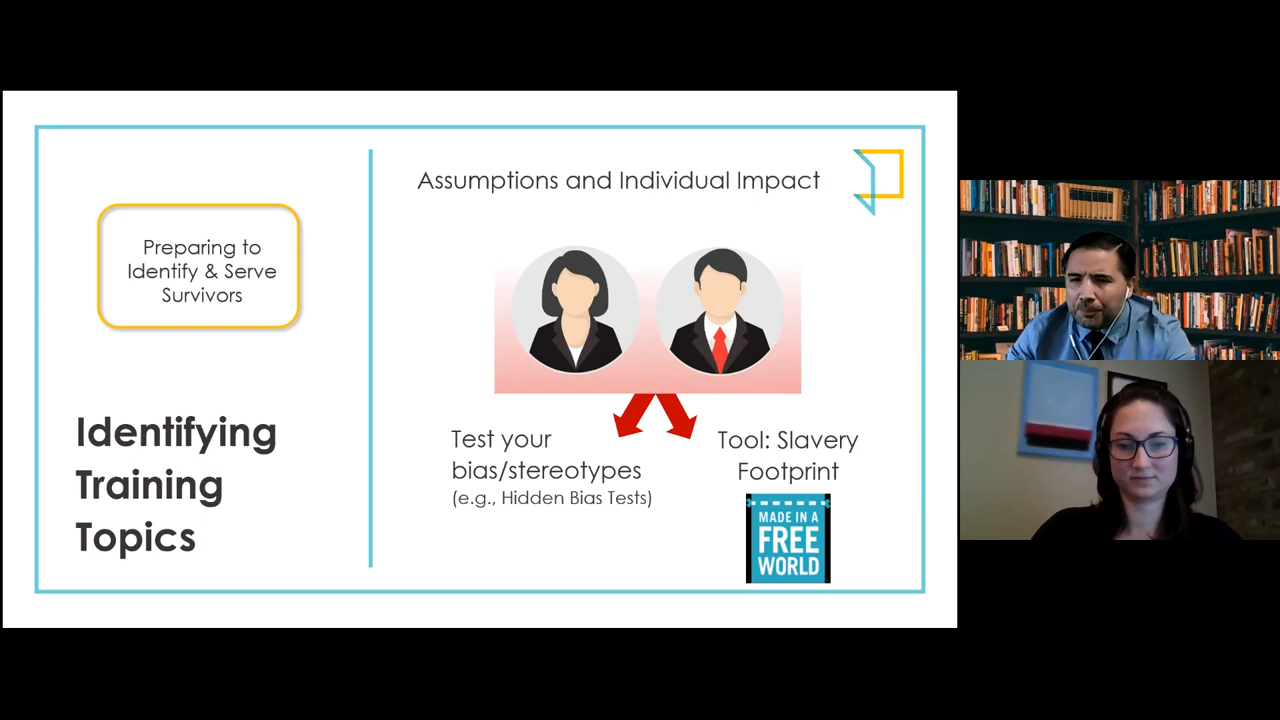 Preparing to
Identify & Serve
Survivors
Identifying
Training
Topics
Assumptions and Individual Impact
Test your
bias/stereotypes
(e.g., Hidden Bias Tests)
Tool: Slavery
Footprint
MADE IN A
FREE
WORLD